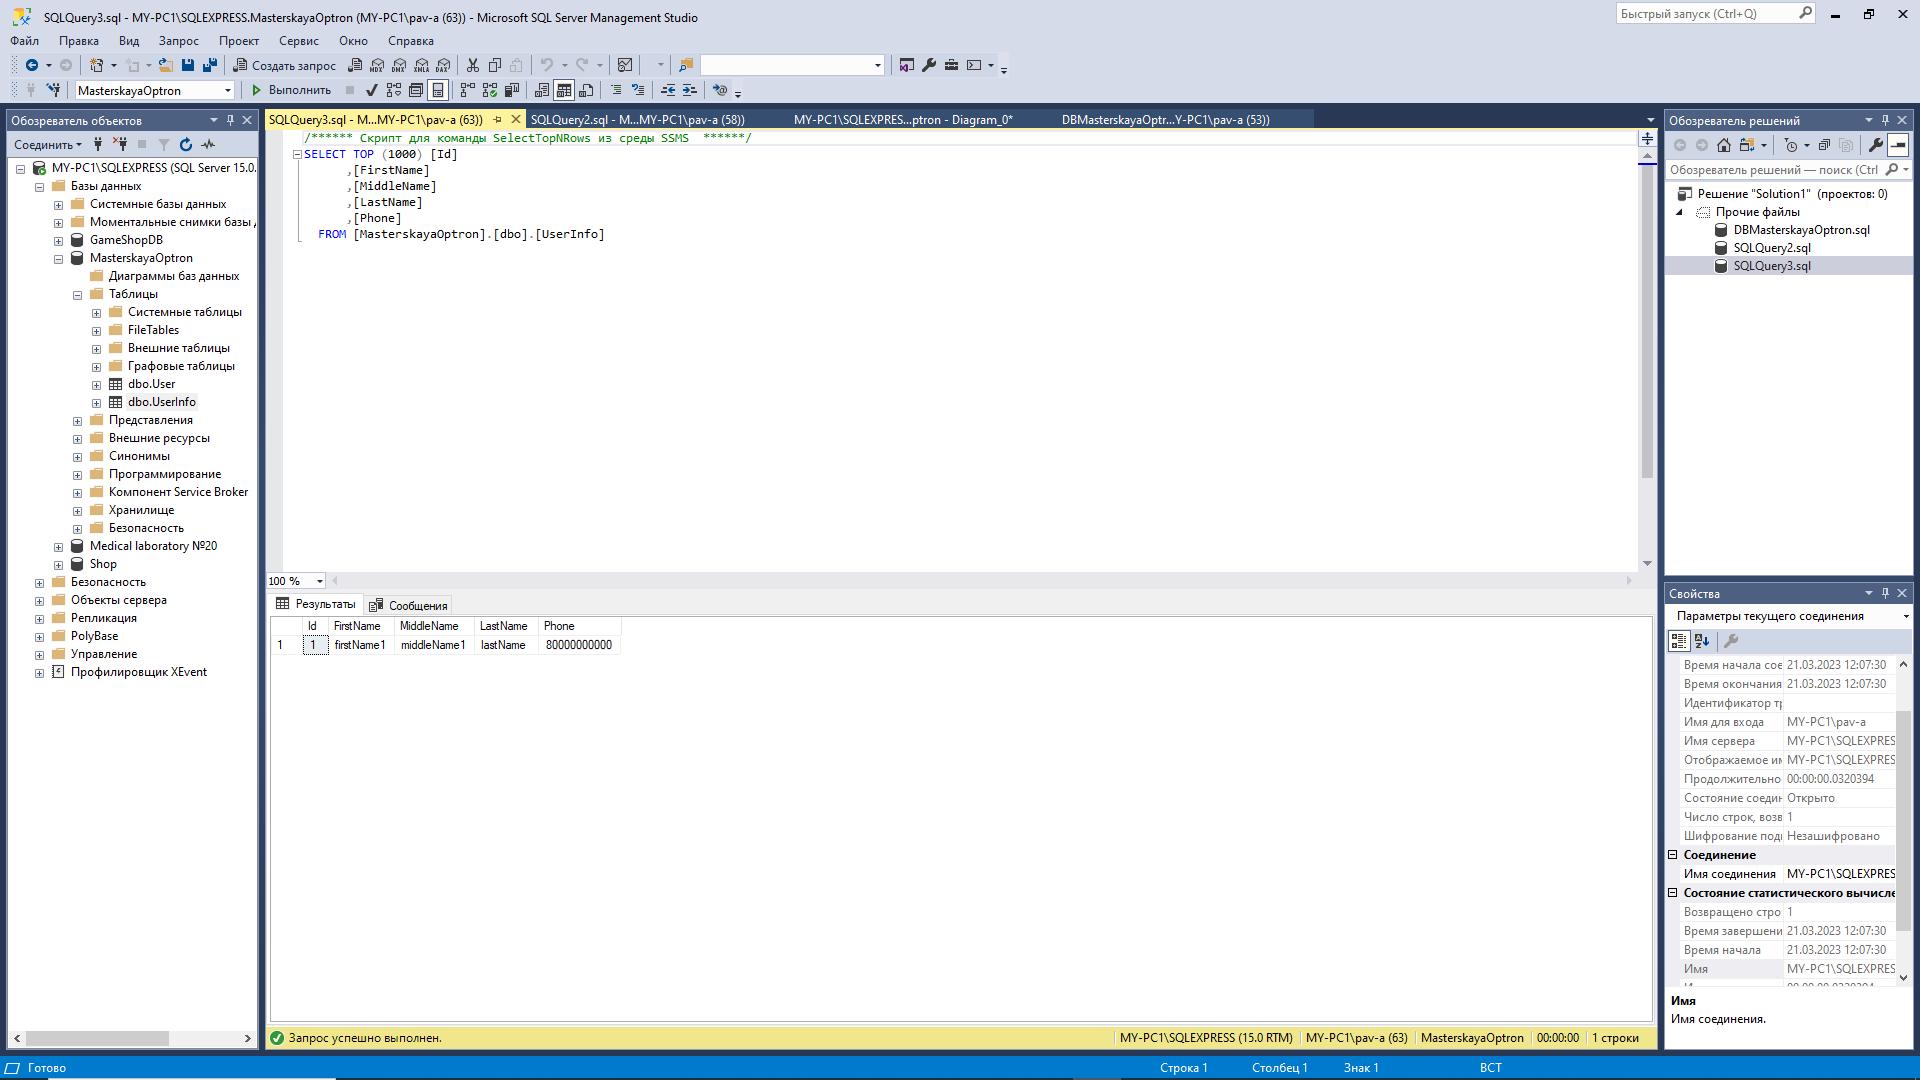 SQLQuery3.sql - MY-PC1\SQLEXPRESS.MasterskayaOptron (MY-PC1\pav-a (63)) - Microsoft SQL Server Management Studio
Быстрый запуск (Ctrl+Q)
Файл Правка Вид Запрос Проект Сервис Окно Справка
Создать запрос MDX DMX XMLA DAX
MasterskayaOptron Выполнить
Обозреватель объектов
Соединить
MY-PC1\SQLEXPRESS (SQL Server 15.0.
Базы данных
Системные базы данных
Моментальные снимки базы
GameShopDB
MasterskayaOptron
Диаграммы баз данных
Таблицы
Системные таблицы
FileTables
Внешние таблицы
Графовые таблицы
dbo.User
dbo.UserInfo
Представления
Внешние ресурсы
Синонимы
Программирование
Компонент Service Broker
Хранилище
Безопасность
Medical laboratory №20
Shop
Безопасность
Объекты сервера
Репликация
PolyBase
Управление
Профилировщик XEvent
SQLQuery3.sql - M...MY-PC1\pav-a (63)) SQLQuery2.sql - M...MY-PC1\pav-a (58)) MY-PC1\SQLEXPRES...ptron - Diagram_0* DBMasterskayaOptr...Y-PC1\pav-a (53))
/****** Скрипт для команды SelectTopNRows из среды SSMS  ******/
SELECT TOP (1000) [Id]
,[FirstName]
,[MiddleName]
,[LastName]
,[Phone]
FROM [MasterskayaOptron].[dbo].[UserInfo]
100 %
Результаты Сообщения
Id FirstName MiddleName LastName Phone
1 1 firstName1 middleName1 lastName 80000000000
Запрос успешно выполнен. MY-PC1\SQLEXPRESS (15.0 RTM) MY-PC1\pav-a (63) MasterskayaOptron 00:00:00 1 строки
Обозреватель решений
Обозреватель решений — поиск (Ctrl
Решение "Solution1" (проектов: 0)
Прочие файлы
DBMasterskayaOptron.sql
SQLQuery2.sql
SQLQuery3.sql
Свойства
Параметры текущего соединения
Время начала сое 21.03.2023 12:07:30
Время окончания 21.03.2023 12:07:30
Идентификатор т
Имя для входа MY-PC1\pav-a
Имя сервера MY-PC1\SQLEXPRES
Отображаемое им MY-PC1\SQLEXPRES
Продолжительно 00:00:00.0320394
Состояние соедин Открыто
Число строк, возв 1
Шифрование под Незашифровано
Соединение
Имя соединения MY-PC1\SQLEXPRES
Состояние статистического вычисле
Возвращено стро 1
Время завершени 21.03.2023 12:07:30
Время начала 21.03.2023 12:07:30
Имя MY-PC1\SQLEXPRES
Имя
Имя соединения.
Готово Строка 1 Столбец 1 Знак 1 ВСТ